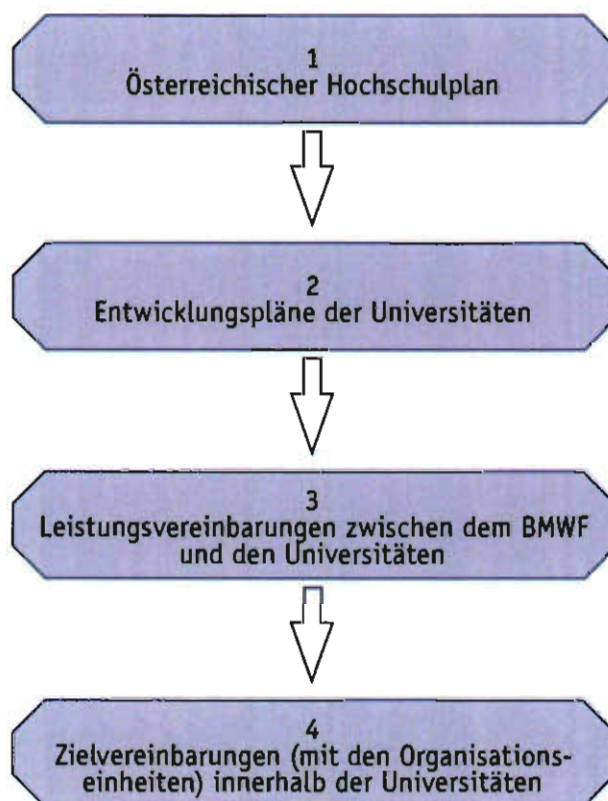 1
Österreichischer Hochschulplan
2
Entwicklungspläne der Universitäten
3
Leistungsvereinbarungen zwischen dem BMWF
und den Universitäten
4
Zielvereinbarungen (mit den Organisations-
einheiten) innerhalb der Universitäten